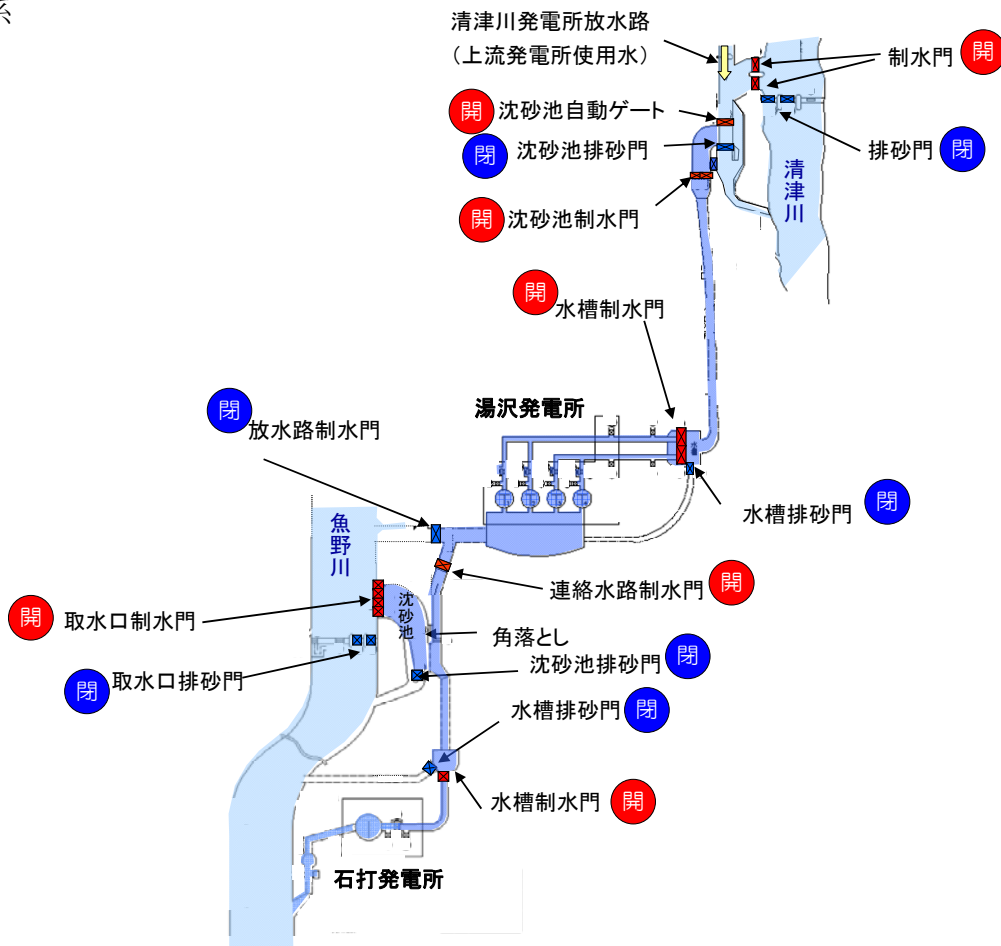 系
清津川発電所放水路
(上流発電所使用水)
制水門 開
開 沈砂池自動ゲート
閉 沈砂池排砂門
排砂門 閉
清津川
開 沈砂池制水門
開 水槽制水門
湯沢発電所
閉 放水路制水門
水槽
水槽排砂門 閉
魚野川
連絡水路制水門 開
開 取水口制水門
沈砂池
角落とし
沈砂池排砂門 閉
閉 取水口排砂門
水槽排砂門 閉
水槽制水門 開
石打発電所